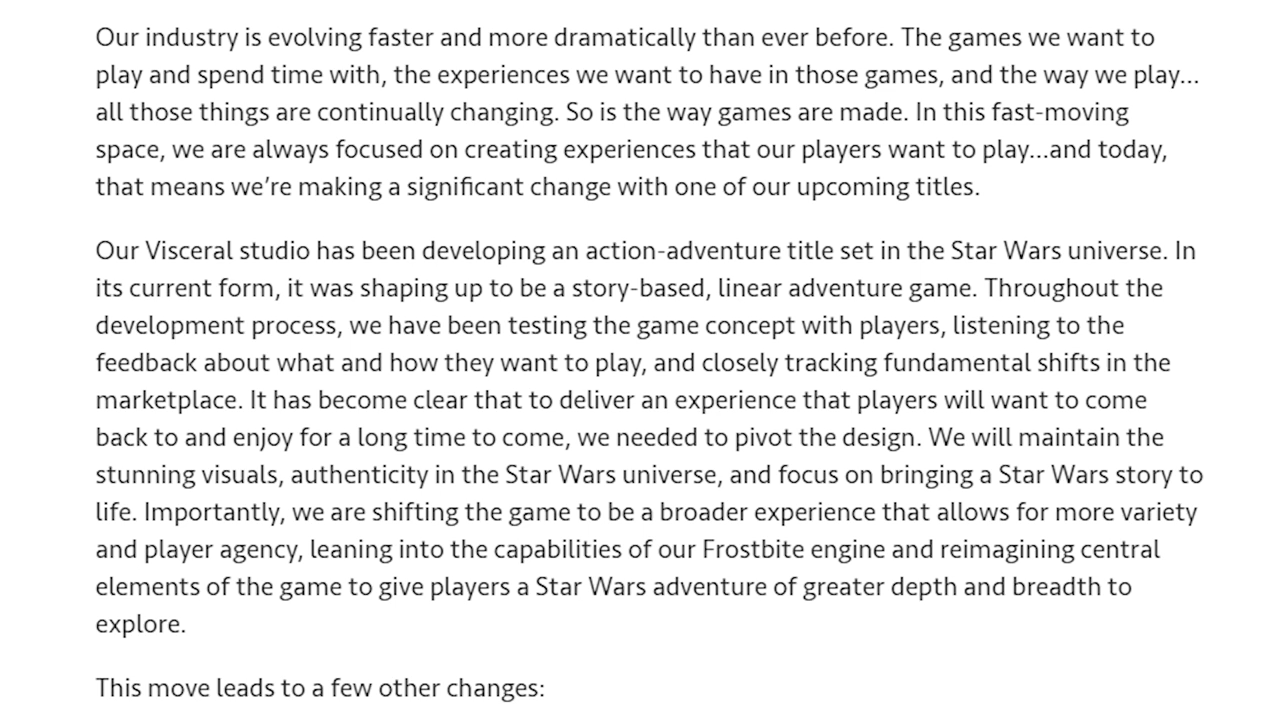 Our industry is evolving faster and more dramatically than ever before. The games we want to
play and spend time with, the experiences we want to have in those games, and the way we play...
all those things are continually changing. So is the way games are made. In this fast-moving
space, we are always focused on creating experiences that our players want to play...and today,
that means we’re making a significant change with one of our upcoming titles.
Our Visceral studio has been developing an action-adventure title set in the Star Wars universe. In
its current form, it was shaping up to be a story-based, linear adventure game. Throughout the
development process, we have been testing the game concept with players, listening to the
feedback about what and how they want to play, and closely tracking fundamental shifts in the
marketplace. It has become clear that to deliver an experience that players will want to come
back to and enjoy for a long time to come, we needed to pivot the design. We will maintain the
stunning visuals, authenticity in the Star Wars universe, and focus on bringing a Star Wars story to
life. Importantly, we are shifting the game to be a broader experience that allows for more variety
and player agency, leaning into the capabilities of our Frostbite engine and reimagining central
elements of the game to give players a Star Wars adventure of greater depth and breadth to
explore.
This move leads to a few other changes: